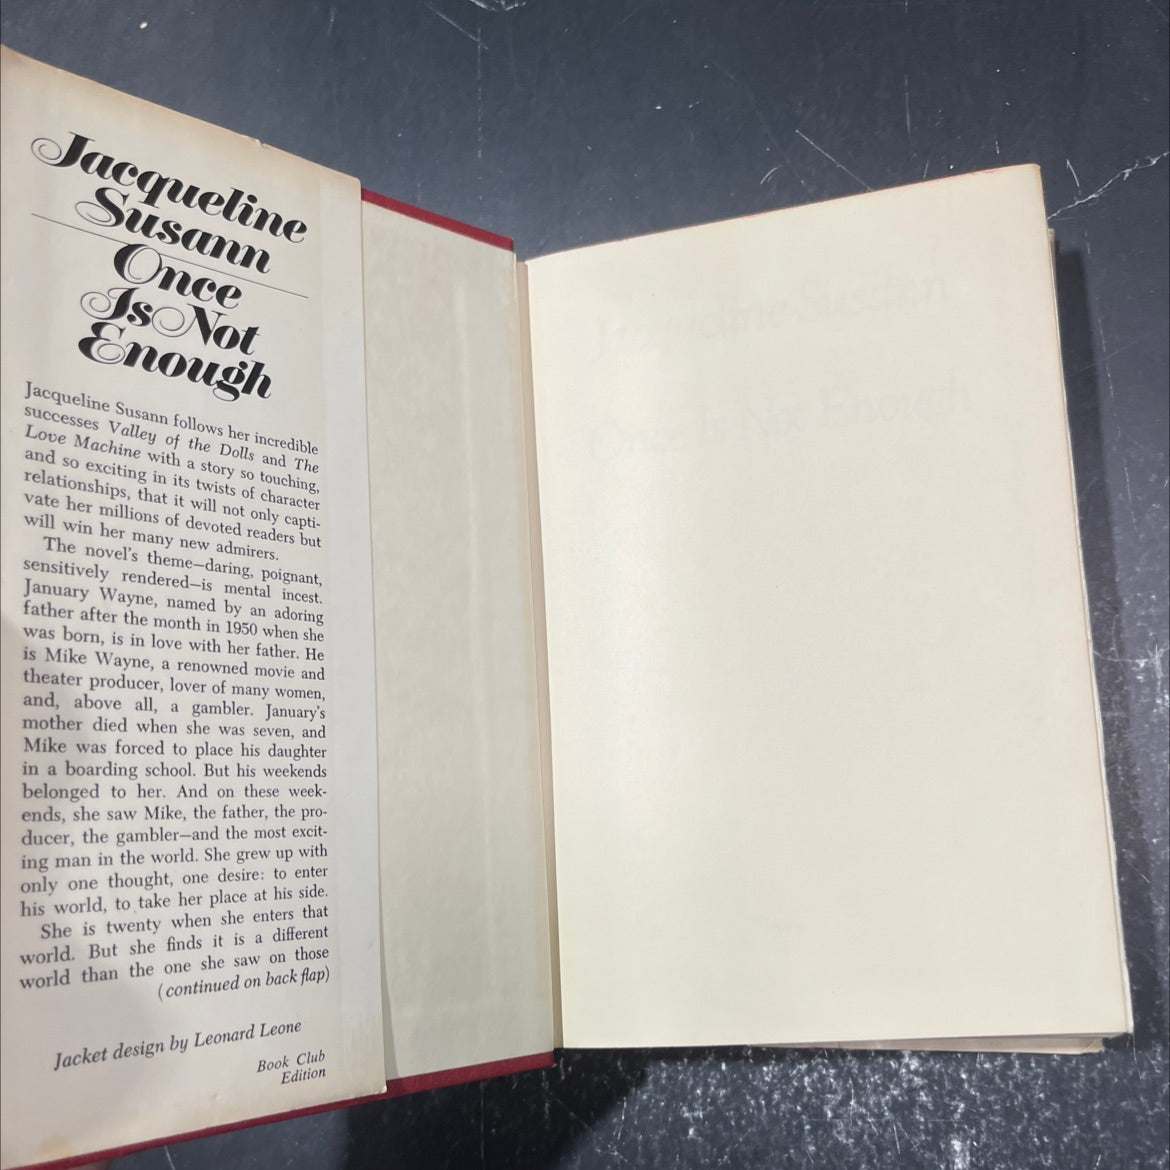 Jacqueline
Susann
Once
Is Not
Enough
Jacqueline Susann follows her incredible
successes Valley of the Dolls and The
Love Machine with a story so touching,
and so exciting in its twists of character
relationships, that it will not only capti-
vate her millions of devoted readers but
will win her many new admirers.
The novel's theme—daring, poignant,
sensitively rendered—is mental incest.
January Wayne, named by an adoring
father after the month in 1950 when she
was born, is in love with her father. He
is Mike Wayne, a renowned movie and
theater producer, lover of many women,
and, above all, a gambler. January's
mother died when she was seven, and
Mike was forced to place his daughter
in a boarding school. But his weekends
belonged to her. And on these week-
ends, she saw Mike, the father, the pro-
ducer, the gambler—and the most excit-
ing man in the world. She grew up with
only one thought, one desire: to enter
his world, to take her place at his side.
She is twenty when she enters that
world. But she finds it is a different
world than the one she saw on those
(continued on back flap)
Jacket design by Leonard Leone
Book Club
Edition
Jacqueline Susann
Once Is Not Enough